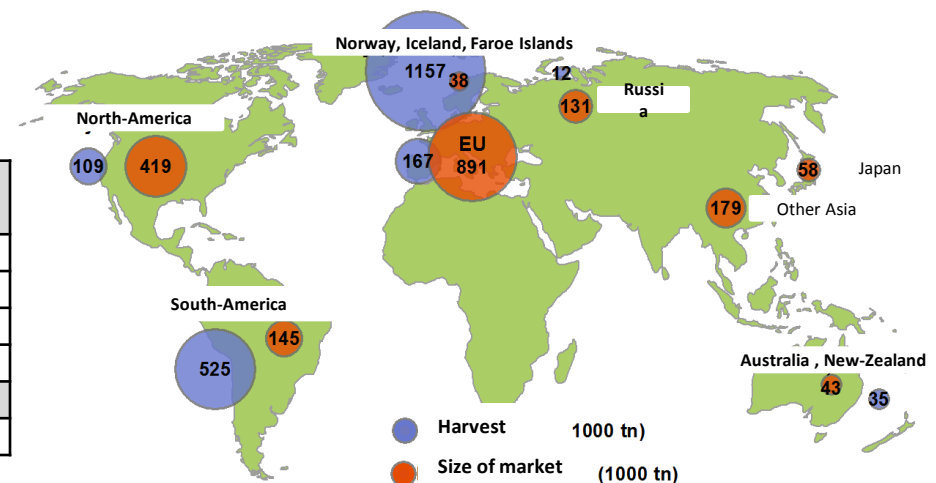 Norway, Iceland, Faroe Islands
1157
38
12
131
Russi
a
North-America
109
419
EU
167
891
58
Japan
179
Other Asia
South-America
145
525
Australia , New-Zealand
43
35
Harvest 1000 tn)
Size of market (1000 tn)